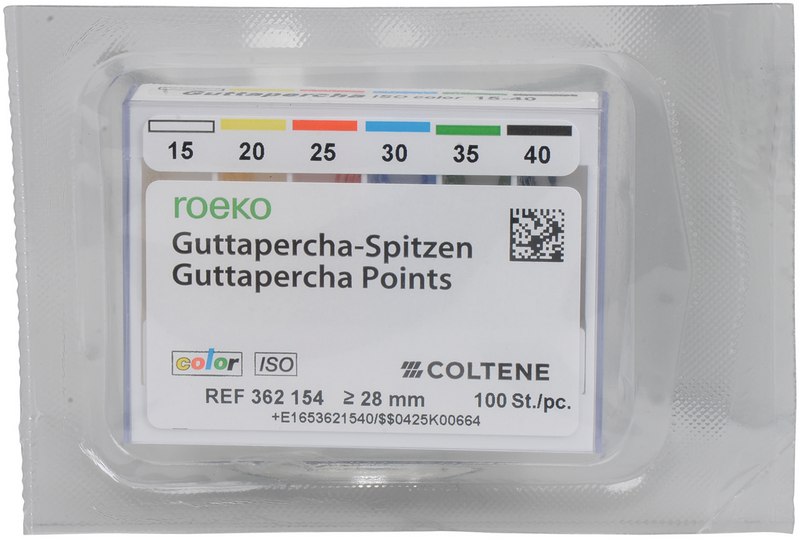 Guttapercha ISO color 15-40
15 20 25 30 35 40
roeko
Guttapercha-Spitzen
Guttapercha Points
color ISO
COLTENE
REF 362 154 ≥ 28 mm 100 St./pc.
+E1653621540/$$0425K00664